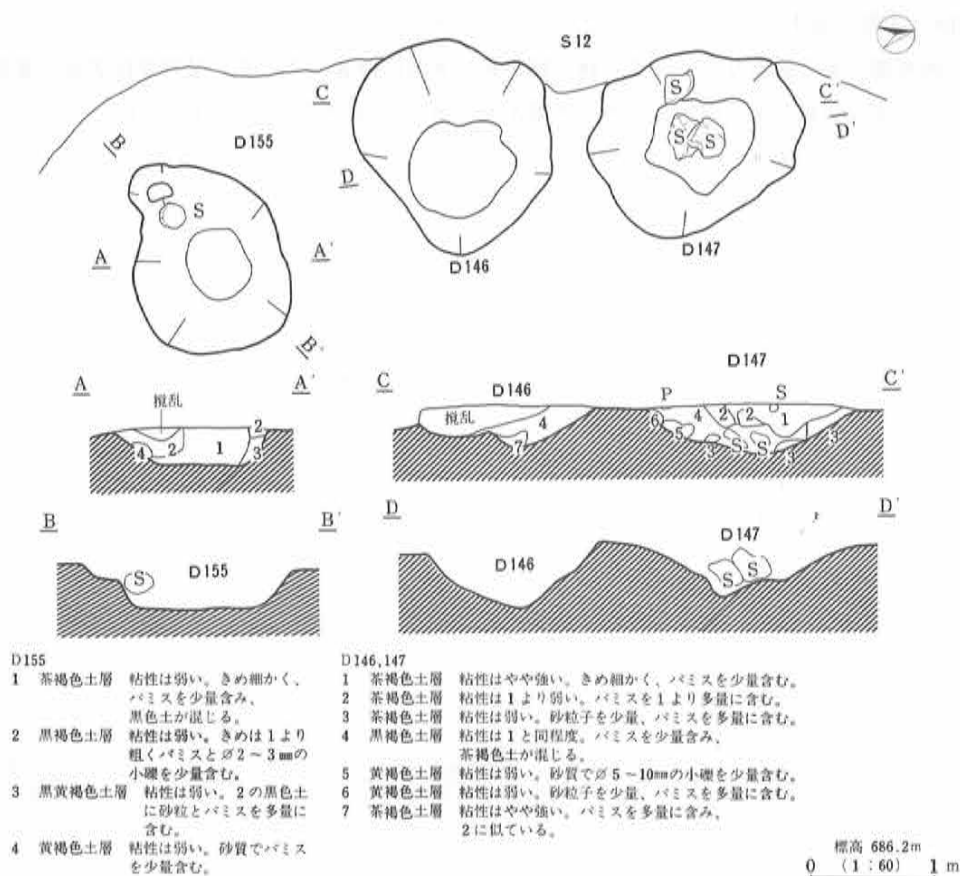 S12
C
C'
D'
D155
B
D
S
S
S S
A
A'
D146
D147
B'
A
A'
C
D146
D147
C'
撹乱
2
4
2
1
3
撹乱
4
7
P
S
6
5
4
2
2
1
3
S
S
3
3
B
B'
D
D'
S
D155
D146
D147
S
S
D155
1 茶褐色土層 粘性は弱い。きめ細かく、
パミスを少量含み、
黒色土が混じる。
2 黒褐色土層 粘性は弱い。きめは1より
粗くパミスと∅2~3㎜の
小礫を少量含む。
3 黒黄褐色土層 粘性は弱い。2の黒色土
に砂粒とパミスを多量に
含む。
4 黄褐色土層 粘性は弱い。砂質でパミス
を少量含む。
D146,147
1 茶褐色土層 粘性はやや強い。きめ細かく、パミスを少量含む。
2 茶褐色土層 粘性は1より弱い。パミスを1より多量に含む。
3 茶褐色土層 粘性は弱い。砂粒子を少量、パミスを多量に含む。
4 黒褐色土層 粘性は1と同程度。パミスを少量含み、
茶褐色土が混じる。
5 黄褐色土層 粘性は弱い。砂質で∅5~10㎜の小礫を少量含む。
6 黄褐色土層 粘性は弱い。砂粒子を少量、パミスを多量に含む。
7 茶褐色土層 粘性はやや強い。パミスを多量に含み、
2に似ている。
標高 686.2m
0 (1:60) 1m